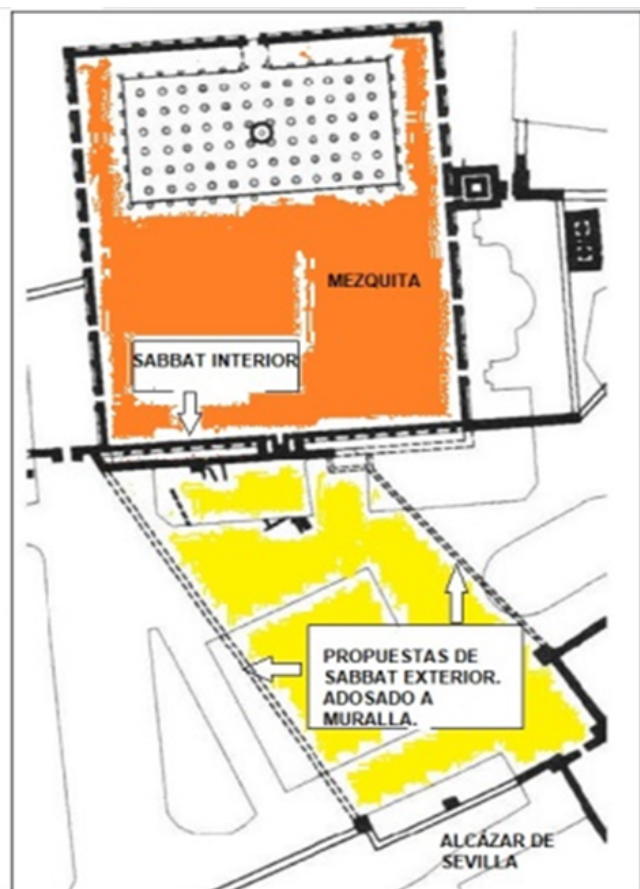 MEZQUITA
SABBAT INTERIOR
PROPUESTAS DE
SABBAT EXTERIOR.
ADOSADO A
MURALLA.
ALCÁZAR DE
SEVILLA